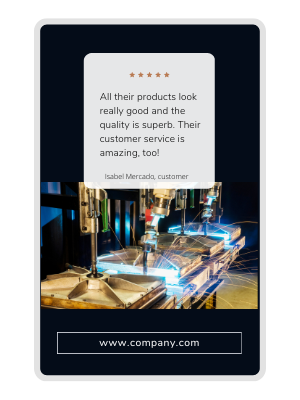 All their products look
really good and the
quality is superb. Their
customer service is
amazing, too!
Isabel Mercado, customer
www.company.com